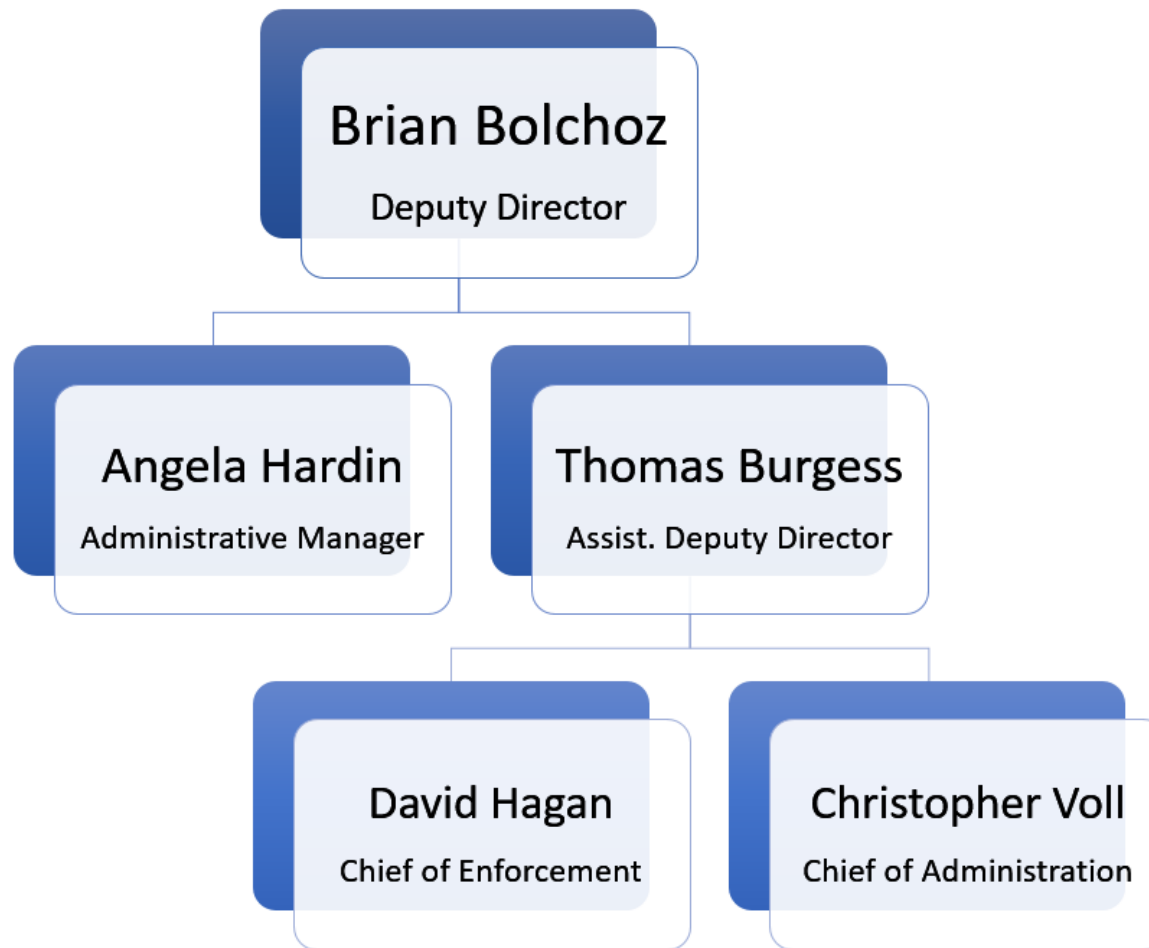 Brian Bolchoz
Deputy Director
Angela Hardin
Administrative Manager
Thomas Burgess
Assist. Deputy Director
David Hagan
Chief of Enforcement
Christopher Voll
Chief of Administration